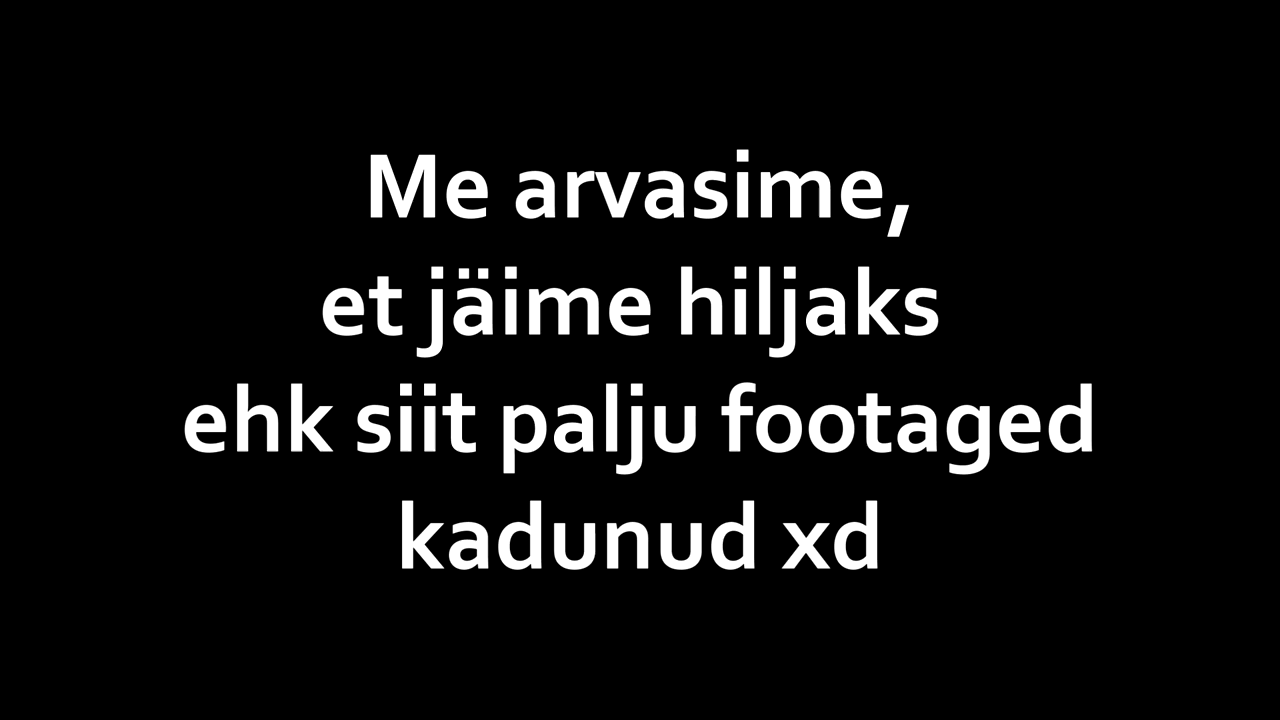 Me arvasime,
et jäime hiljaks
ehk siit palju footaged
kadunud xd